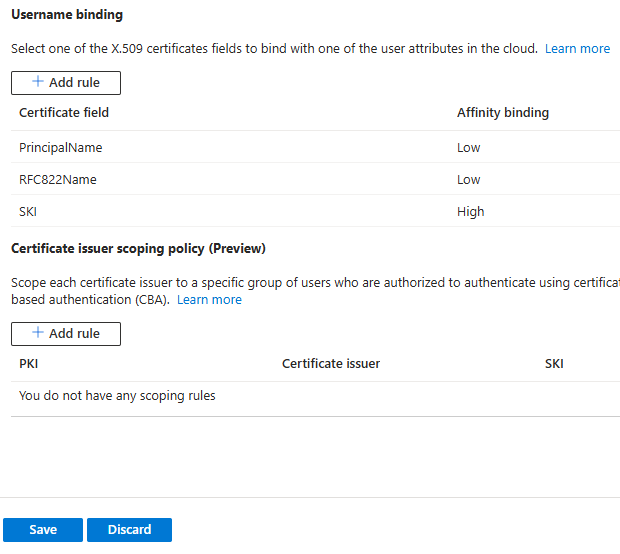 Username binding
Select one of the X.509 certificates fields to bind with one of the user attributes in the cloud. Learn more
+ Add rule
Certificate field Affinity binding
PrincipalName Low
RFC822Name Low
SKI High
Certificate issuer scoping policy (Preview)
Scope each certificate issuer to a specific group of users who are authorized to authenticate using certificat
based authentication (CBA). Learn more
+ Add rule
PKI Certificate issuer SKI
You do not have any scoping rules
Save Discard